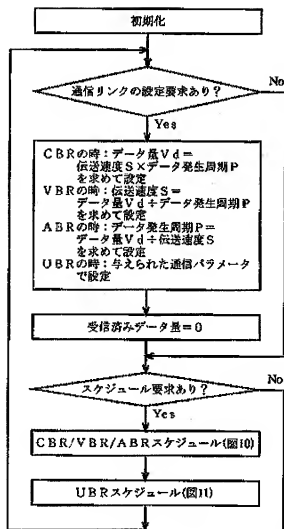 初期化
通信リンクの設定要求あり?
No
Yes
CBRの時:データ量Vd=
伝送速度S×データ発生周期P
を求めて設定
VBRの時:伝送速度S=
データ量Vd÷データ発生周期P
を求めて設定
ABRの時:データ発生周期P=
データ量Vd÷伝送速度S
を求めて設定
UBRの時:与えられた通信パラメータ
で設定
受信済みデータ量=0
スケジュール要求あり?
No
Yes
CBR/VBR/ABRスケジュール(図10)
UBRスケジュール(図11)